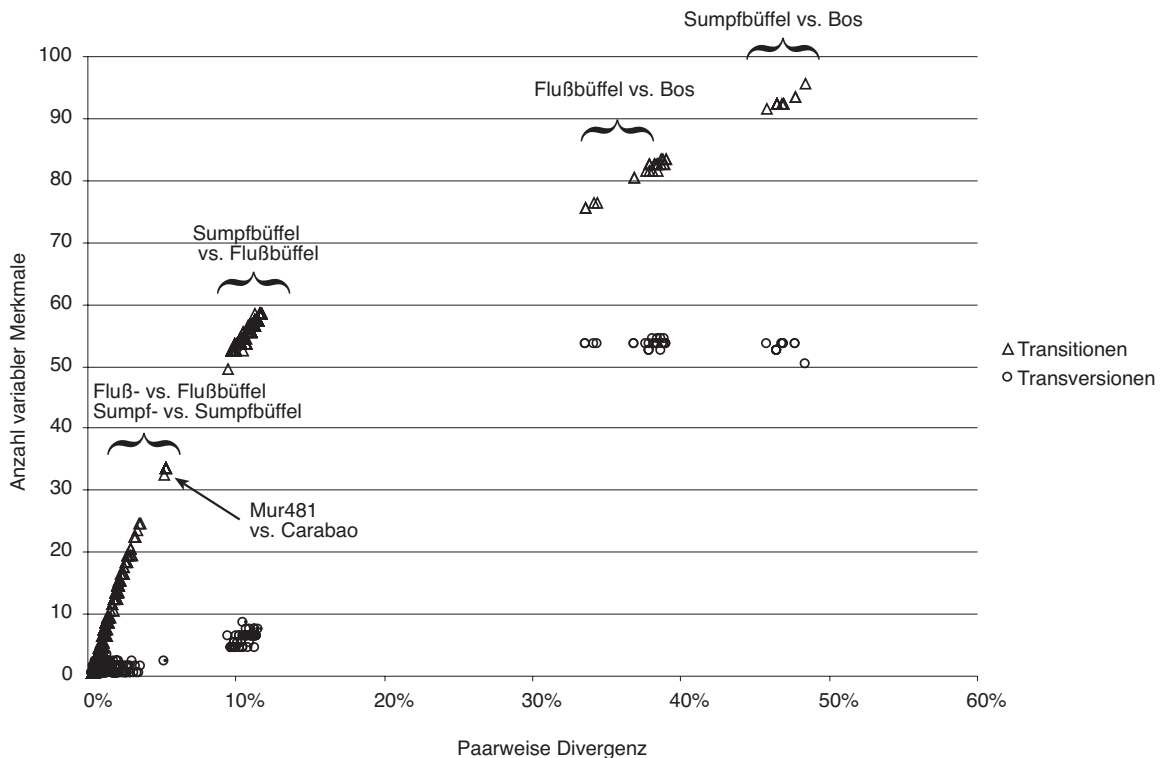 Sumpfbüffel vs. Bos
Flußbüffel vs. Bos
Sumpfbüffel
vs. Flußbüffel
Fluß- vs. Flußbüffel
Sumpf- vs. Sumpfbüffel
Mur481
vs. Carabao
Anzahl variabler Merkmale
100
90
80
70
60
50
40
30
20
10
0
0%
10%
20%
30%
40%
50%
60%
Paarweise Divergenz
Transitionen
Transversionen